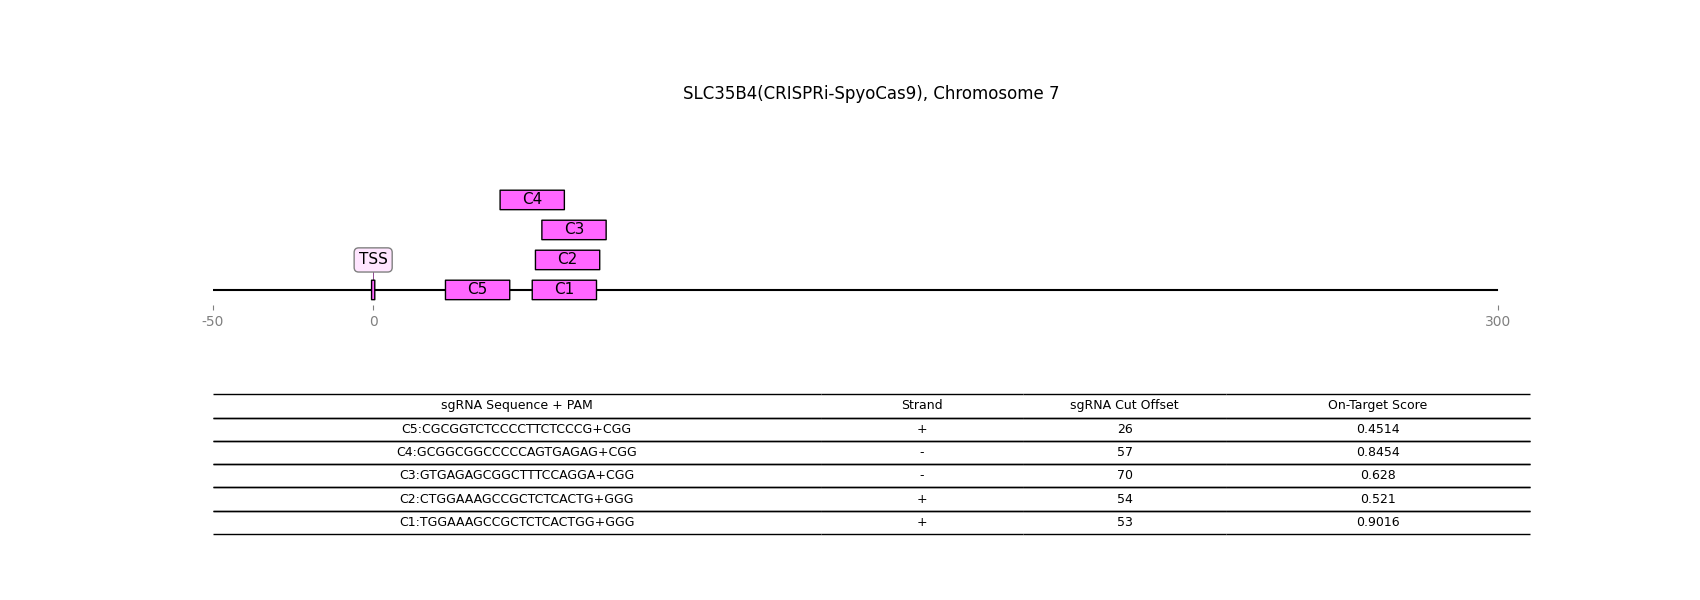 SLC35B4(CRISPRi-SpyoCas9), Chromosome 7
C4
C3
TSS
C2
C5
C1
-50
0
300
sgRNA Sequence + PAM Strand sgRNA Cut Offset On-Target Score
C5:CGCGGTCTCCCCTTCTCCCG+CGG + 26 0.4514
C4:GCGGCGGCCCCCAGTGAGAG+CGG - 57 0.8454
C3:GTGAGAGCGGCTTTCCAGGA+CGG - 70 0.628
C2:CTGGAAAGCCGCTCTCACTG+GGG + 54 0.521
C1:TGGAAAGCCGCTCTCACTGG+GGG + 53 0.9016